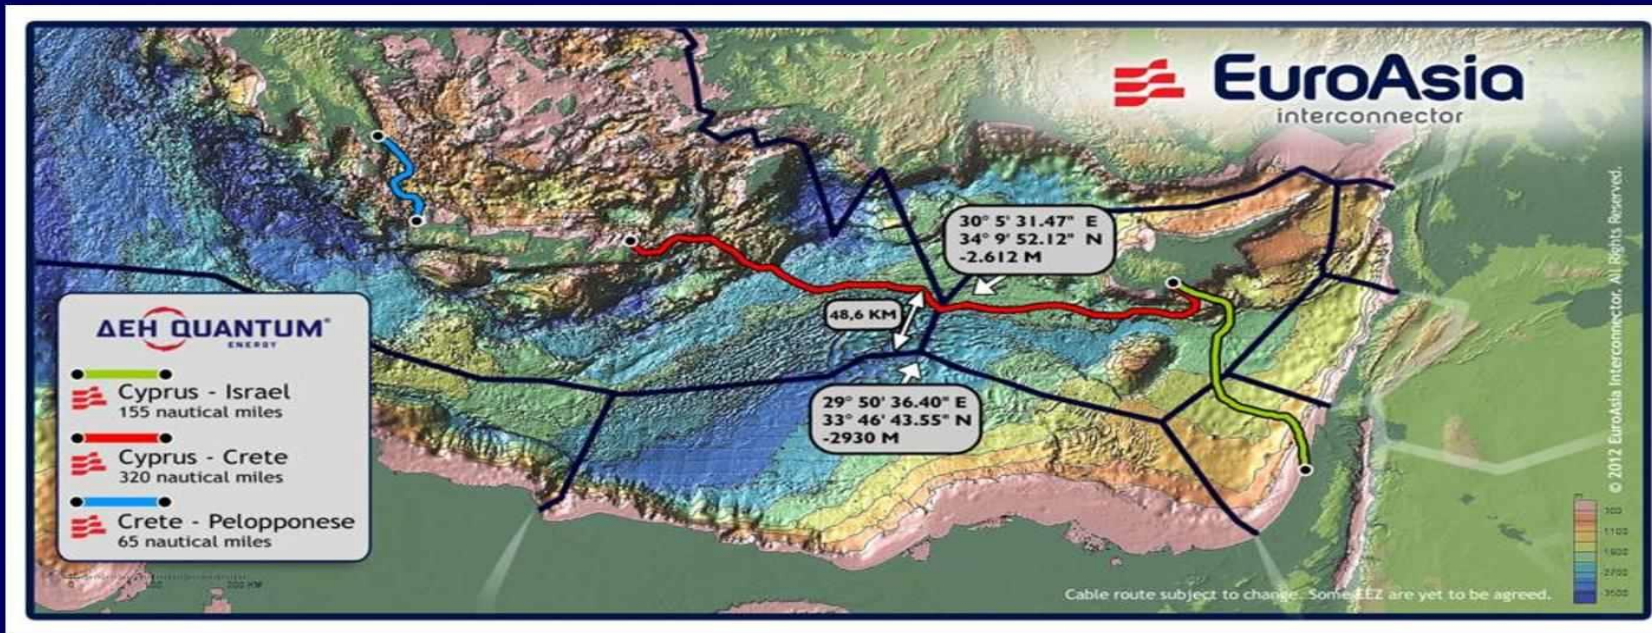 EuroAsia
interconnector
30° 5' 31.47" E
34° 9' 52.12" N
-2.612 M
48,6 KM
29° 50' 36.40" E
33° 46' 43.55" N
-2930 M
ΔΕΗ QUANTUM
ENERGY
Cyprus - Israel
155 nautical miles
Cyprus - Crete
320 nautical miles
Crete - Pelopponese
65 nautical miles
© 2012 EuroAsia Interconnector. All Rights Reserved.
Cable route subject to change. Some EEZ are yet to be agreed.